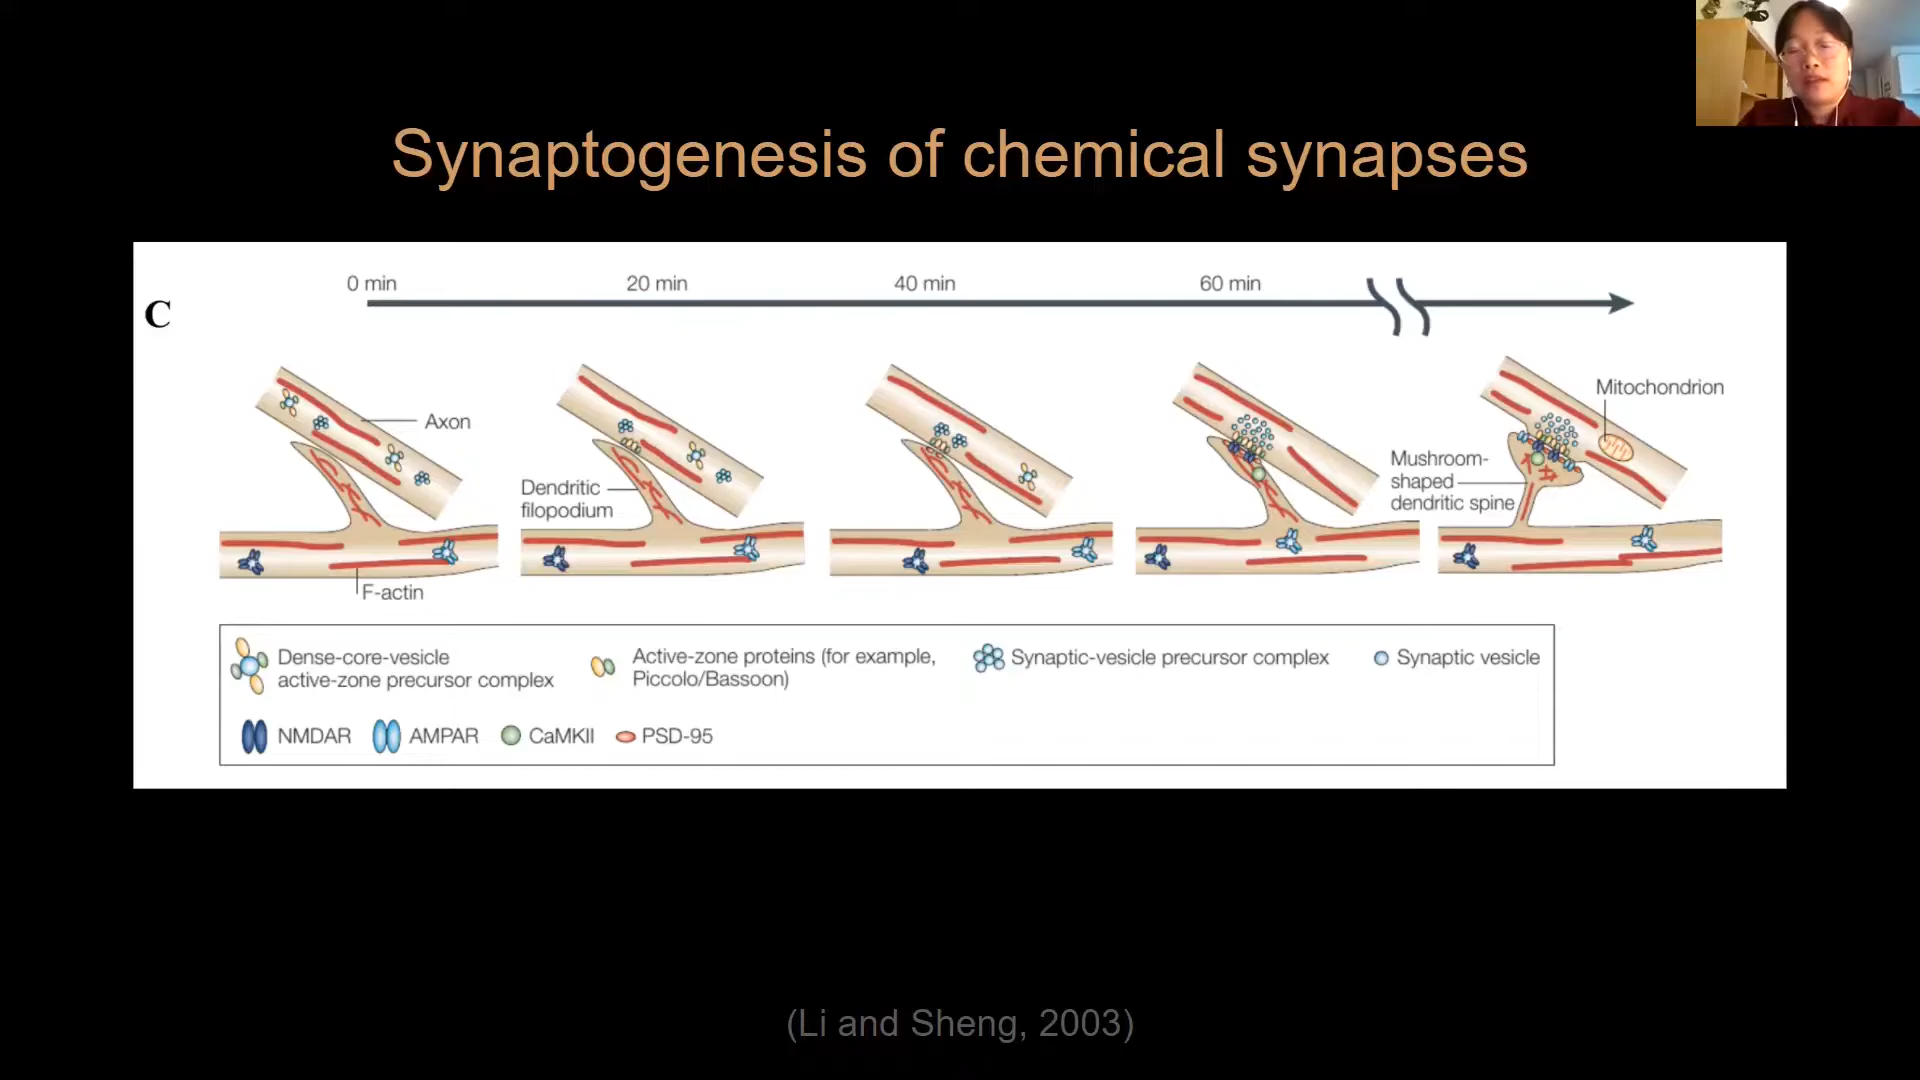 Synaptogenesis of chemical synapses
C
0 min
20 min
40 min
60 min
Axon
Mitochondrion
Dendritic
filopodium
Mushroom-
shaped
dendritic spine
F-actin
Dense-core-vesicle
active-zone precursor complex
Active-zone proteins (for example,
Piccolo/Bassoon)
Synaptic-vesicle precursor complex
Synaptic vesicle
NMDAR
AMPAR
CaMKII
PSD-95
(Li and Sheng, 2003)